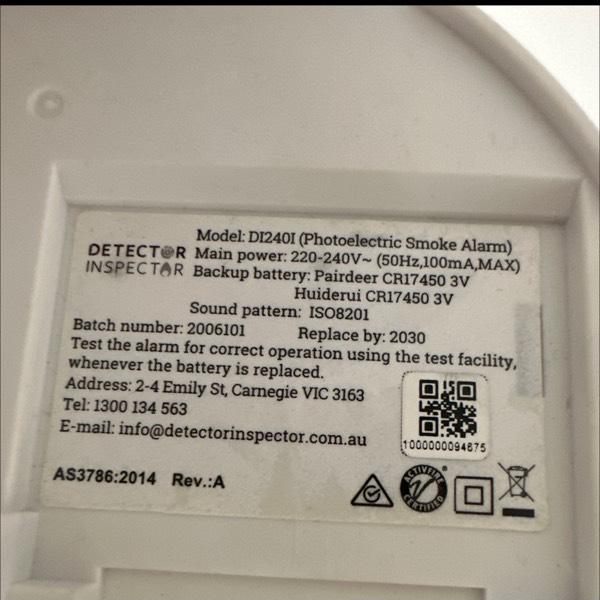 Model: DI240I (Photoelectric Smoke Alarm)
DETECTOR
INSPECTOR
Main power: 220-240V~ (50Hz,100mA,MAX)
Backup battery: Pairdeer CR17450 3V
Huiderui CR17450 3V
Sound pattern: ISO8201
Batch number: 2006101 Replace by: 2030
Test the alarm for correct operation using the test facility,
whenever the battery is replaced.
Address: 2-4 Emily St, Carnegie VIC 3163
Tel: 1300 134 563
E-mail: info@detectorinspector.com.au
1000000094675
AS3786:2014 Rev.:A
ACTIVFIRE
CERTIFIED